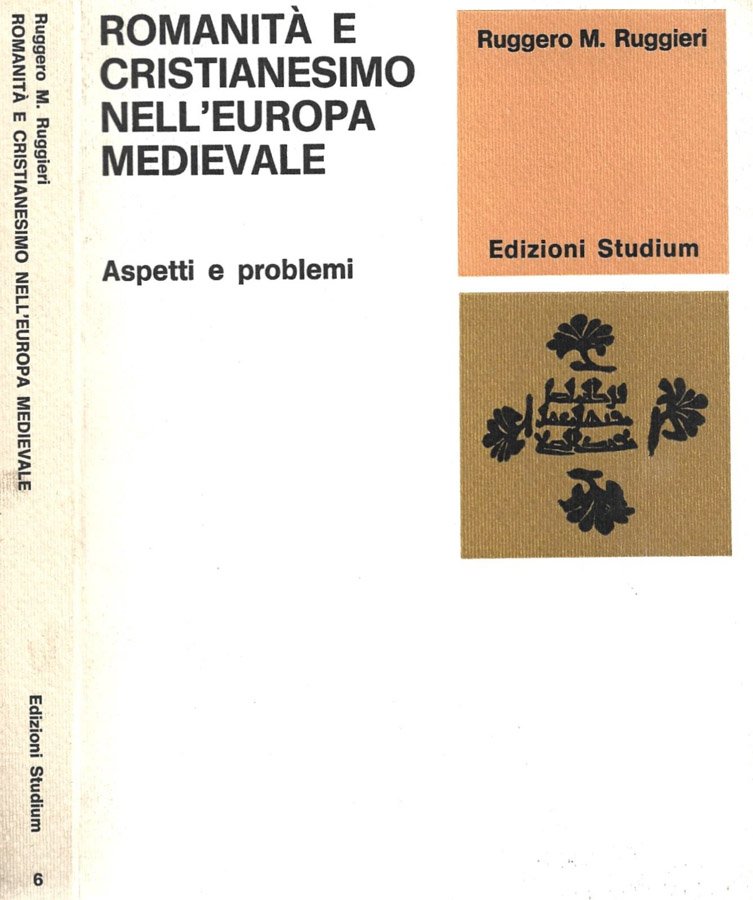 Ruggero M. Ruggieri
ROMANITÀ E CRISTIANESIMO NELL'EUROPA MEDIEVALE
Edizioni Studium
6
ROMANITÀ E
CRISTIANESIMO
NELL'EUROPA
MEDIEVALE
Aspetti e problemi
Ruggero M. Ruggieri
Edizioni Studium